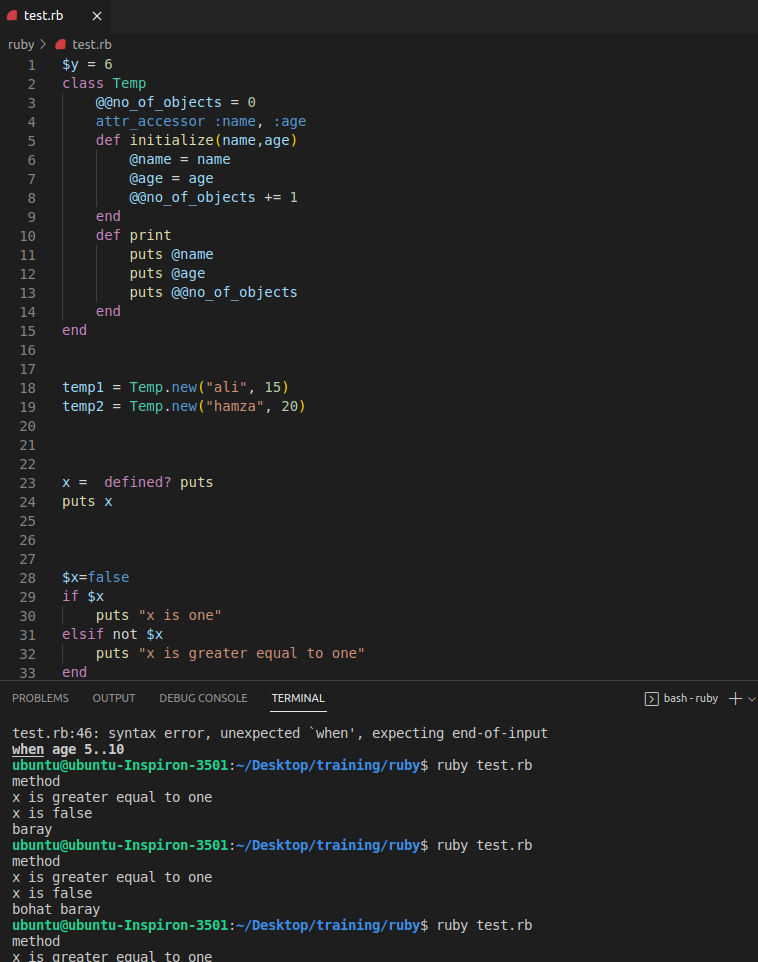 test.rb ×
ruby > test.rb
1 $y = 6
2 class Temp
3 @@no_of_objects = 0
4 attr_accessor :name, :age
5 def initialize(name,age)
6 @name = name
7 @age = age
8 @@no_of_objects += 1
9 end
10 def print
11 puts @name
12 puts @age
13 puts @@no_of_objects
14 end
15 end
16
17
18 temp1 = Temp.new("ali", 15)
19 temp2 = Temp.new("hamza", 20)
20
21
22
23 x =  defined? puts
24 puts x
25
26
27
28 $x=false
29 if $x
30 puts "x is one"
31 elsif not $x
32 puts "x is greater equal to one"
33 end
PROBLEMS OUTPUT DEBUG CONSOLE TERMINAL bash - ruby
test.rb:46: syntax error, unexpected `when', expecting end-of-input
when age 5..10
ubuntu@ubuntu-Inspiron-3501:~/Desktop/training/ruby$ ruby test.rb
method
x is greater equal to one
x is false
baray
ubuntu@ubuntu-Inspiron-3501:~/Desktop/training/ruby$ ruby test.rb
method
x is greater equal to one
x is false
bohat baray
ubuntu@ubuntu-Inspiron-3501:~/Desktop/training/ruby$ ruby test.rb
method
x is greater equal to one